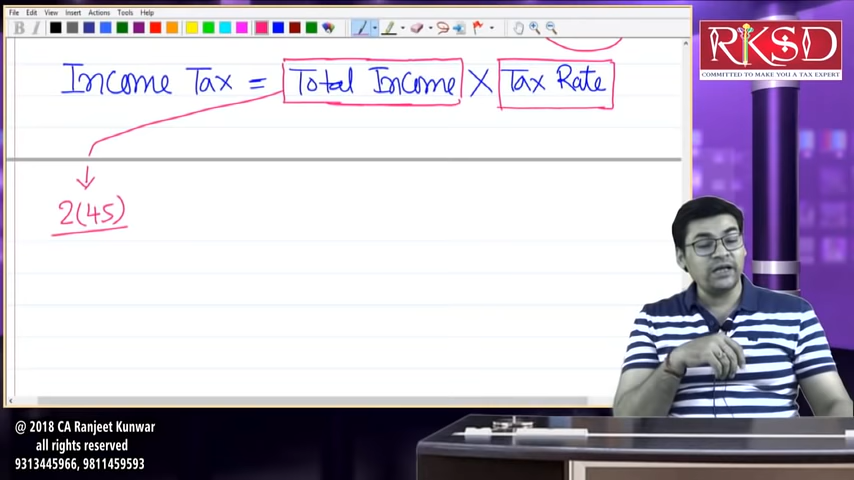 File Edit View Insert Actions Tools Help
Income Tax = Total Income X Tax Rate
2(45)
RKSD
COMMITTED TO MAKE YOU A TAX EXPERT
@ 2018 CA Ranjeet Kunwar
all rights reserved
9313445966, 9811459593